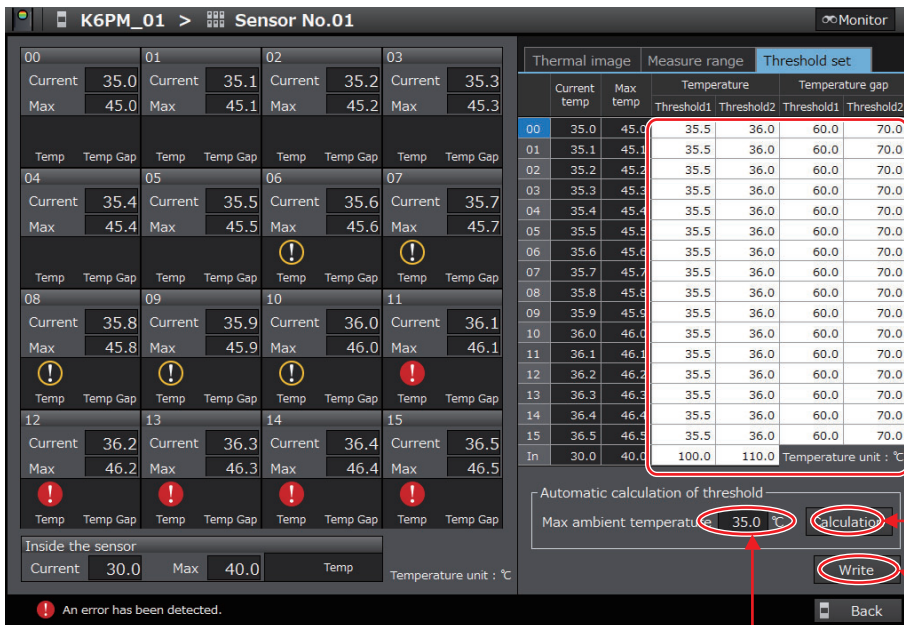 K6PM_01 > Sensor No.01 Monitor
00 01 02 03
Current 35.0 Current 35.1 Current 35.2 Current 35.3
Max 45.0 Max 45.1 Max 45.2 Max 45.3
Temp Temp Gap Temp Temp Gap Temp Temp Gap Temp Temp Gap
04 05 06 07
Current 35.4 Current 35.5 Current 35.6 Current 35.7
Max 45.4 Max 45.5 Max 45.6 Max 45.7
Temp Temp Gap Temp Temp Gap Temp Temp Gap Temp Temp Gap
08 09 10 11
Current 35.8 Current 35.9 Current 36.0 Current 36.1
Max 45.8 Max 45.9 Max 46.0 Max 46.1
Temp Temp Gap Temp Temp Gap Temp Temp Gap Temp Temp Gap
12 13 14 15
Current 36.2 Current 36.3 Current 36.4 Current 36.5
Max 46.2 Max 46.3 Max 46.4 Max 46.5
Temp Temp Gap Temp Temp Gap Temp Temp Gap Temp Temp Gap
Inside the sensor
Current 30.0 Max 40.0 Temp Temperature unit : ℃
Thermal image Measure range Threshold set
Current temp Max temp Temperature Temperature gap
Threshold1 Threshold2 Threshold1 Threshold2
00 35.0 45.0 35.5 36.0 60.0 70.0
01 35.1 45.1 35.5 36.0 60.0 70.0
02 35.2 45.2 35.5 36.0 60.0 70.0
03 35.3 45.3 35.5 36.0 60.0 70.0
04 35.4 45.4 35.5 36.0 60.0 70.0
05 35.5 45.5 35.5 36.0 60.0 70.0
06 35.6 45.6 35.5 36.0 60.0 70.0
07 35.7 45.7 35.5 36.0 60.0 70.0
08 35.8 45.8 35.5 36.0 60.0 70.0
09 35.9 45.9 35.5 36.0 60.0 70.0
10 36.0 46.0 35.5 36.0 60.0 70.0
11 36.1 46.1 35.5 36.0 60.0 70.0
12 36.2 46.2 35.5 36.0 60.0 70.0
13 36.3 46.3 35.5 36.0 60.0 70.0
14 36.4 46.4 35.5 36.0 60.0 70.0
15 36.5 46.5 35.5 36.0 60.0 70.0
In 30.0 40.0 100.0 110.0 Temperature unit : ℃
Automatic calculation of threshold
Max ambient temperature 35.0 ℃ Calculation
Write
An error has been detected. Back